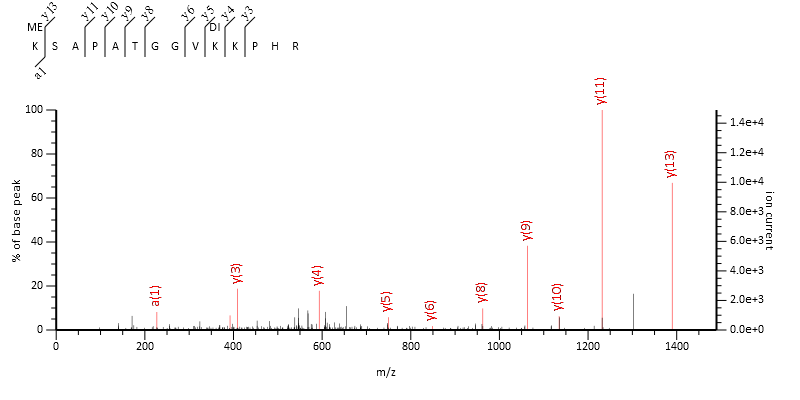 y13 y11 y10 y9 y8 y6 y5 y4 y3
ME DI
K S A P A T G G V K K P H R
a1
100
80
60
40
20
0
% of base peak
a(1)
y(3)
y(4)
y(5)
y(6)
y(8)
y(9)
y(10)
y(11)
y(13)
1.4e+4
1.2e+4
1.0e+4
8.0e+3
6.0e+3
4.0e+3
2.0e+3
0.0e+0
ion current
0 200 400 600 800 1000 1200 1400
m/z